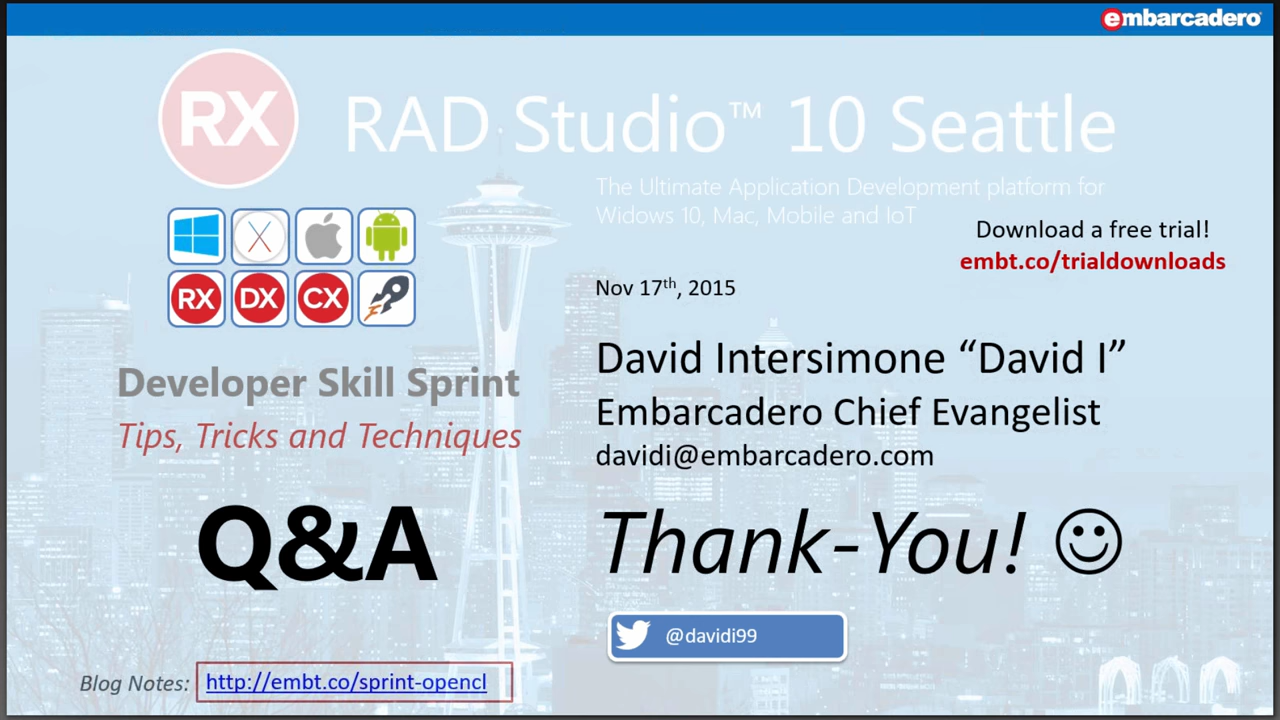 embarcadero
RX
RAD Studio™ 10 Seattle
The Ultimate Application Development platform for
Widows 10, Mac, Mobile and IoT
Download a free trial!
embt.co/trialdownloads
X
RX DX CX
Nov 17th, 2015
Developer Skill Sprint
Tips, Tricks and Techniques
David Intersimone “David I”
Embarcadero Chief Evangelist
davidi@embarcadero.com
Q&A
Thank-You!
@davidi99
Blog Notes: http://embt.co/sprint-opencl